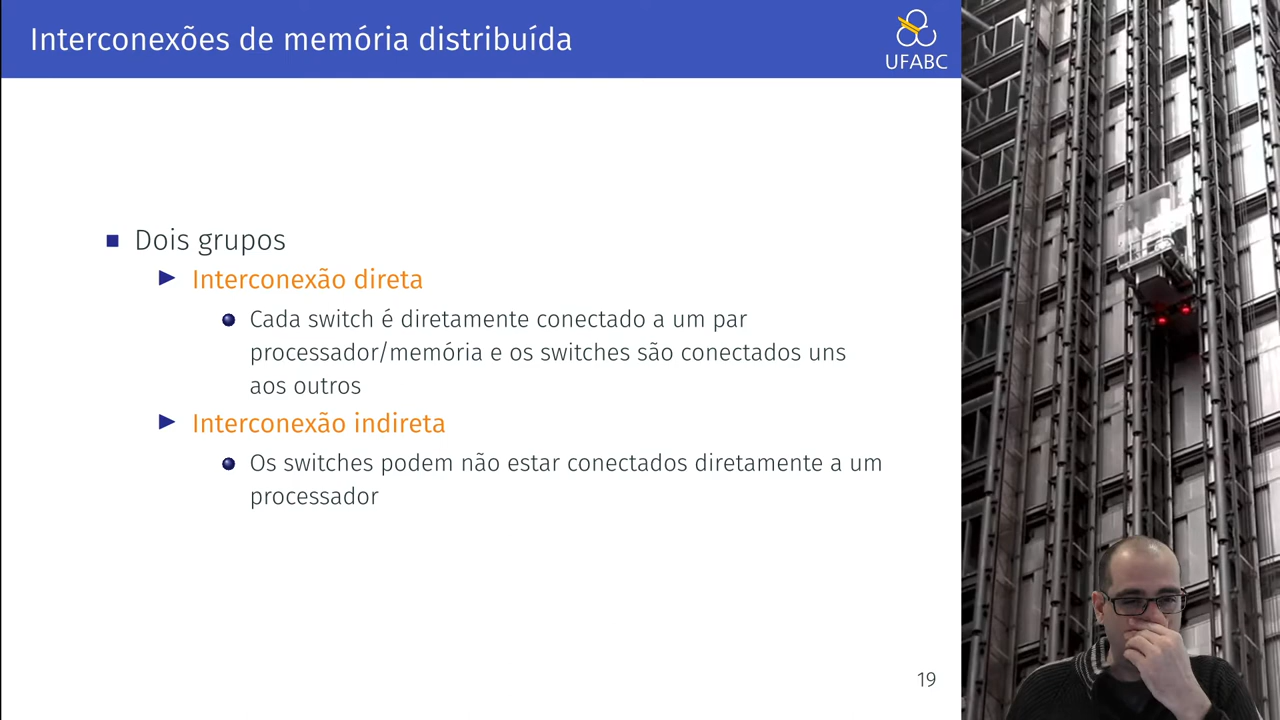 Interconexões de memória distribuída
UFABC
Dois grupos
Interconexão direta
Cada switch é diretamente conectado a um par
processador/memória e os switches são conectados uns
aos outros
Interconexão indireta
Os switches podem não estar conectados diretamente a um
processador
19